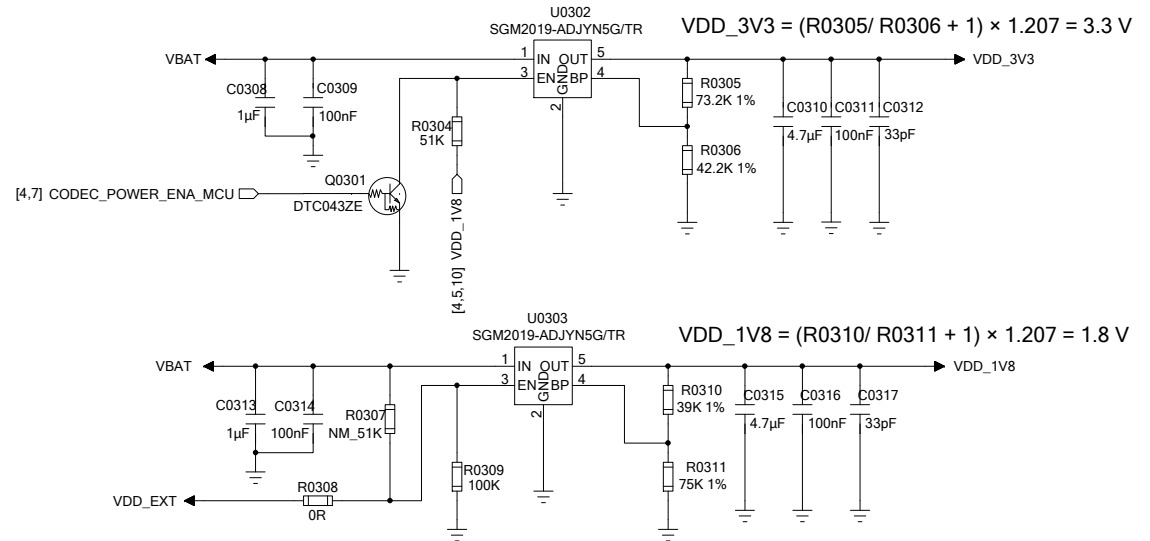 U0302
SGM2019-ADJYN5G/TR
VDD_3V3 = (R0305/ R0306 + 1) × 1.207 = 3.3 V
VBAT
1
IN OUT
5
VDD_3V3
3
EN
GND
BP
4
2
C0308
1µF
C0309
100nF
R0304
51K
R0305
73.2K 1%
R0306
42.2K 1%
C0310
4.7µF
C0311
100nF
C0312
33pF
[4,7] CODEC_POWER_ENA_MCU
Q0301
DTC043ZE
[4,5,10] VDD_1V8
U0303
SGM2019-ADJYN5G/TR
VDD_1V8 = (R0310/ R0311 + 1) × 1.207 = 1.8 V
VBAT
1
IN OUT
5
VDD_1V8
3
EN
GND
BP
4
2
C0313
1µF
C0314
100nF
R0307
NM_51K
R0310
39K 1%
C0315
4.7µF
C0316
100nF
C0317
33pF
R0309
100K
R0311
75K 1%
VDD_EXT
R0308
0R